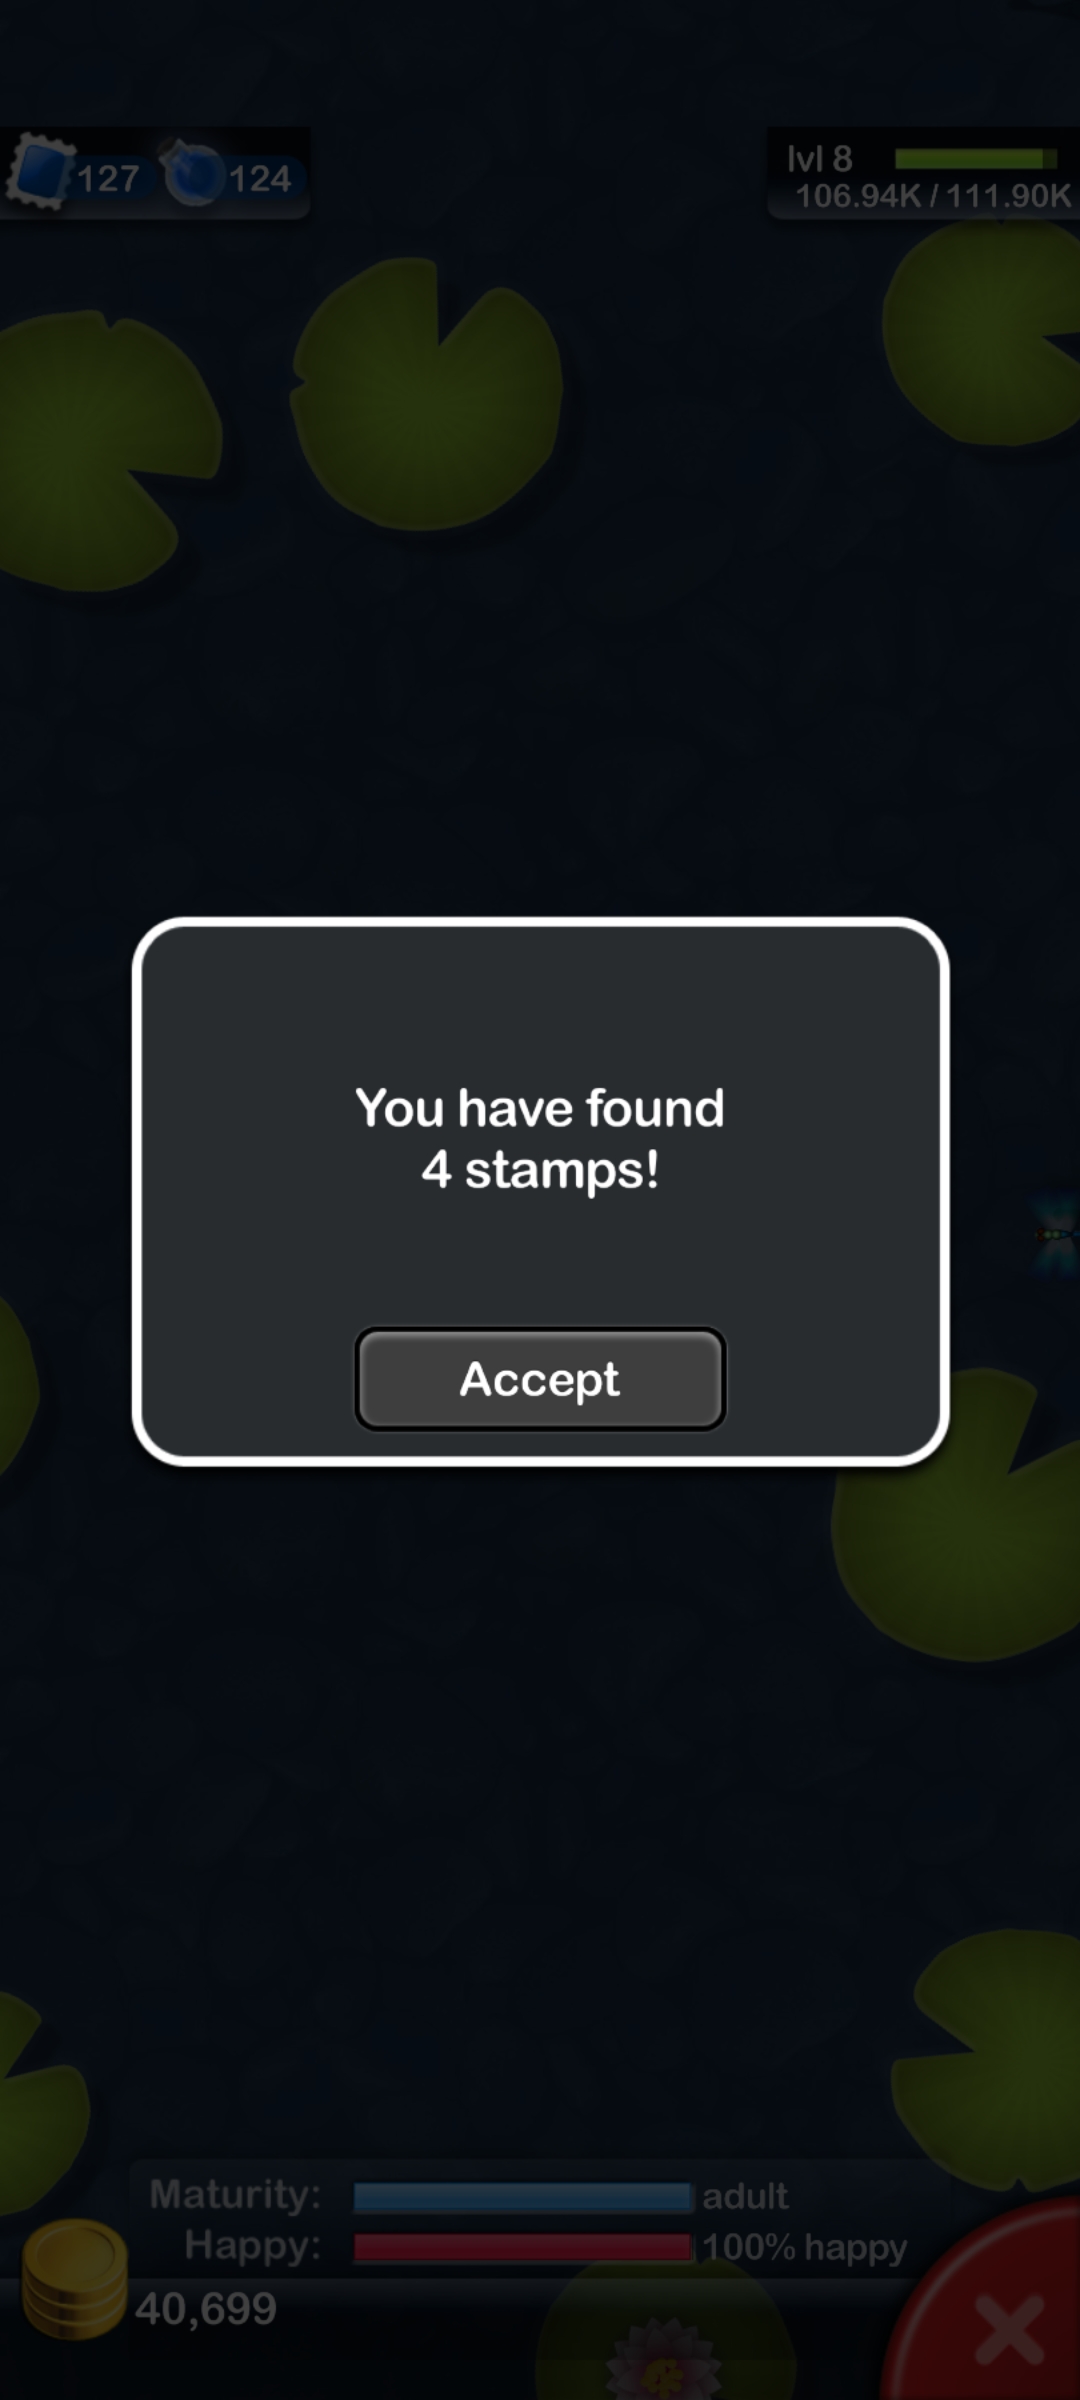 127 124
lvl 8
106.94K / 111.90K
You have found
4 stamps!
Accept
Maturity: adult
Happy: 100% happy
40,699